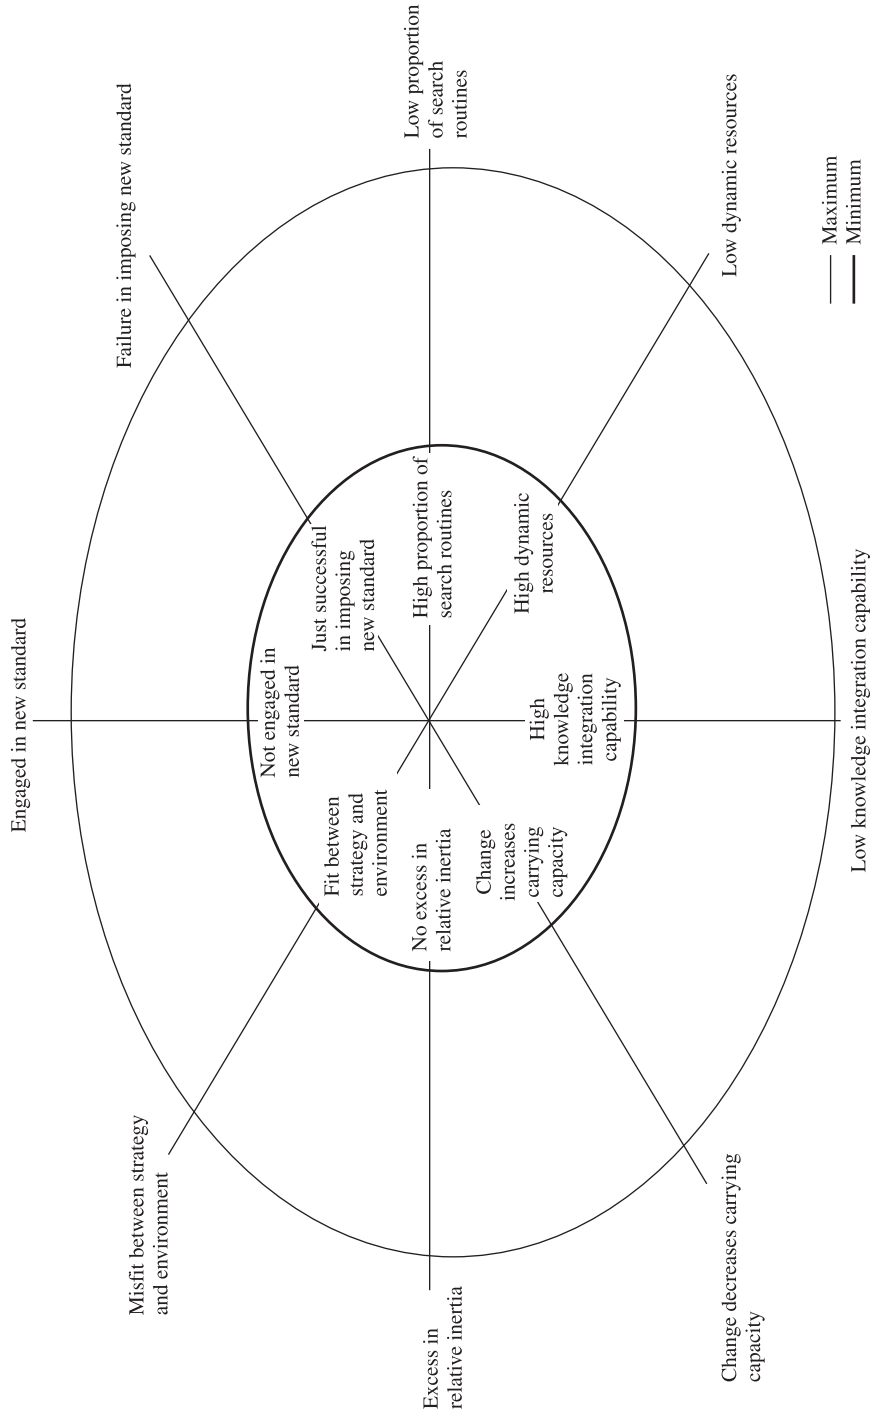 Engaged in new standard
Misfit between strategy
and environment
Failure in imposing new standard
Not engaged in
new standard
Fit between
strategy and
environment
Just successful
in imposing
new standard
Excess in
relative inertia
No excess in
relative inertia
High proportion of
search routines
Low proportion
of search
routines
Change
increases
carrying
capacity
High
knowledge
integration
capability
High dynamic
resources
Change decreases carrying
capacity
Low dynamic resources
Low knowledge integration capability
Maximum
Minimum